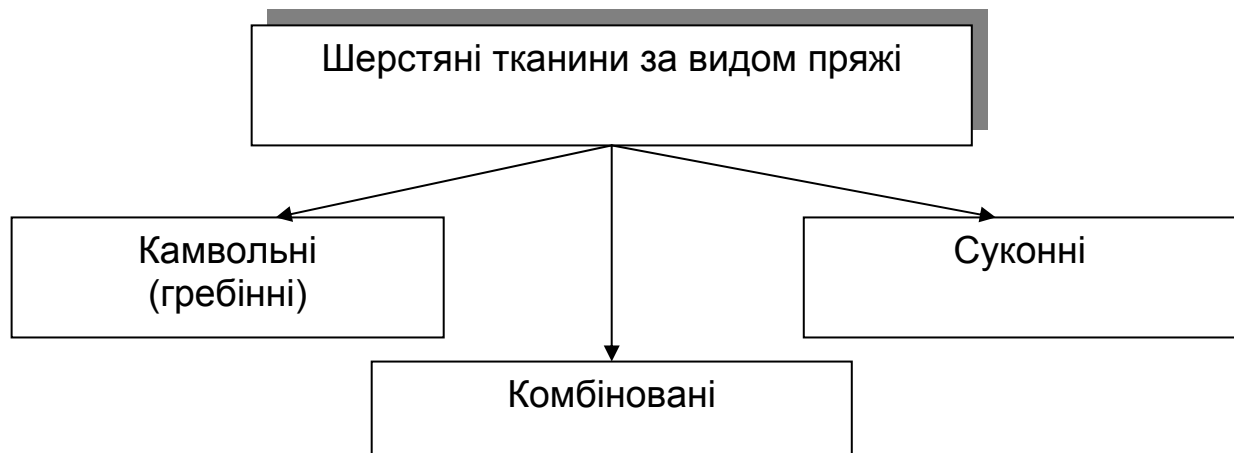 Шерстяні тканини за видом пряжі
Камвольні
(гребінні)
Суконні
Комбіновані